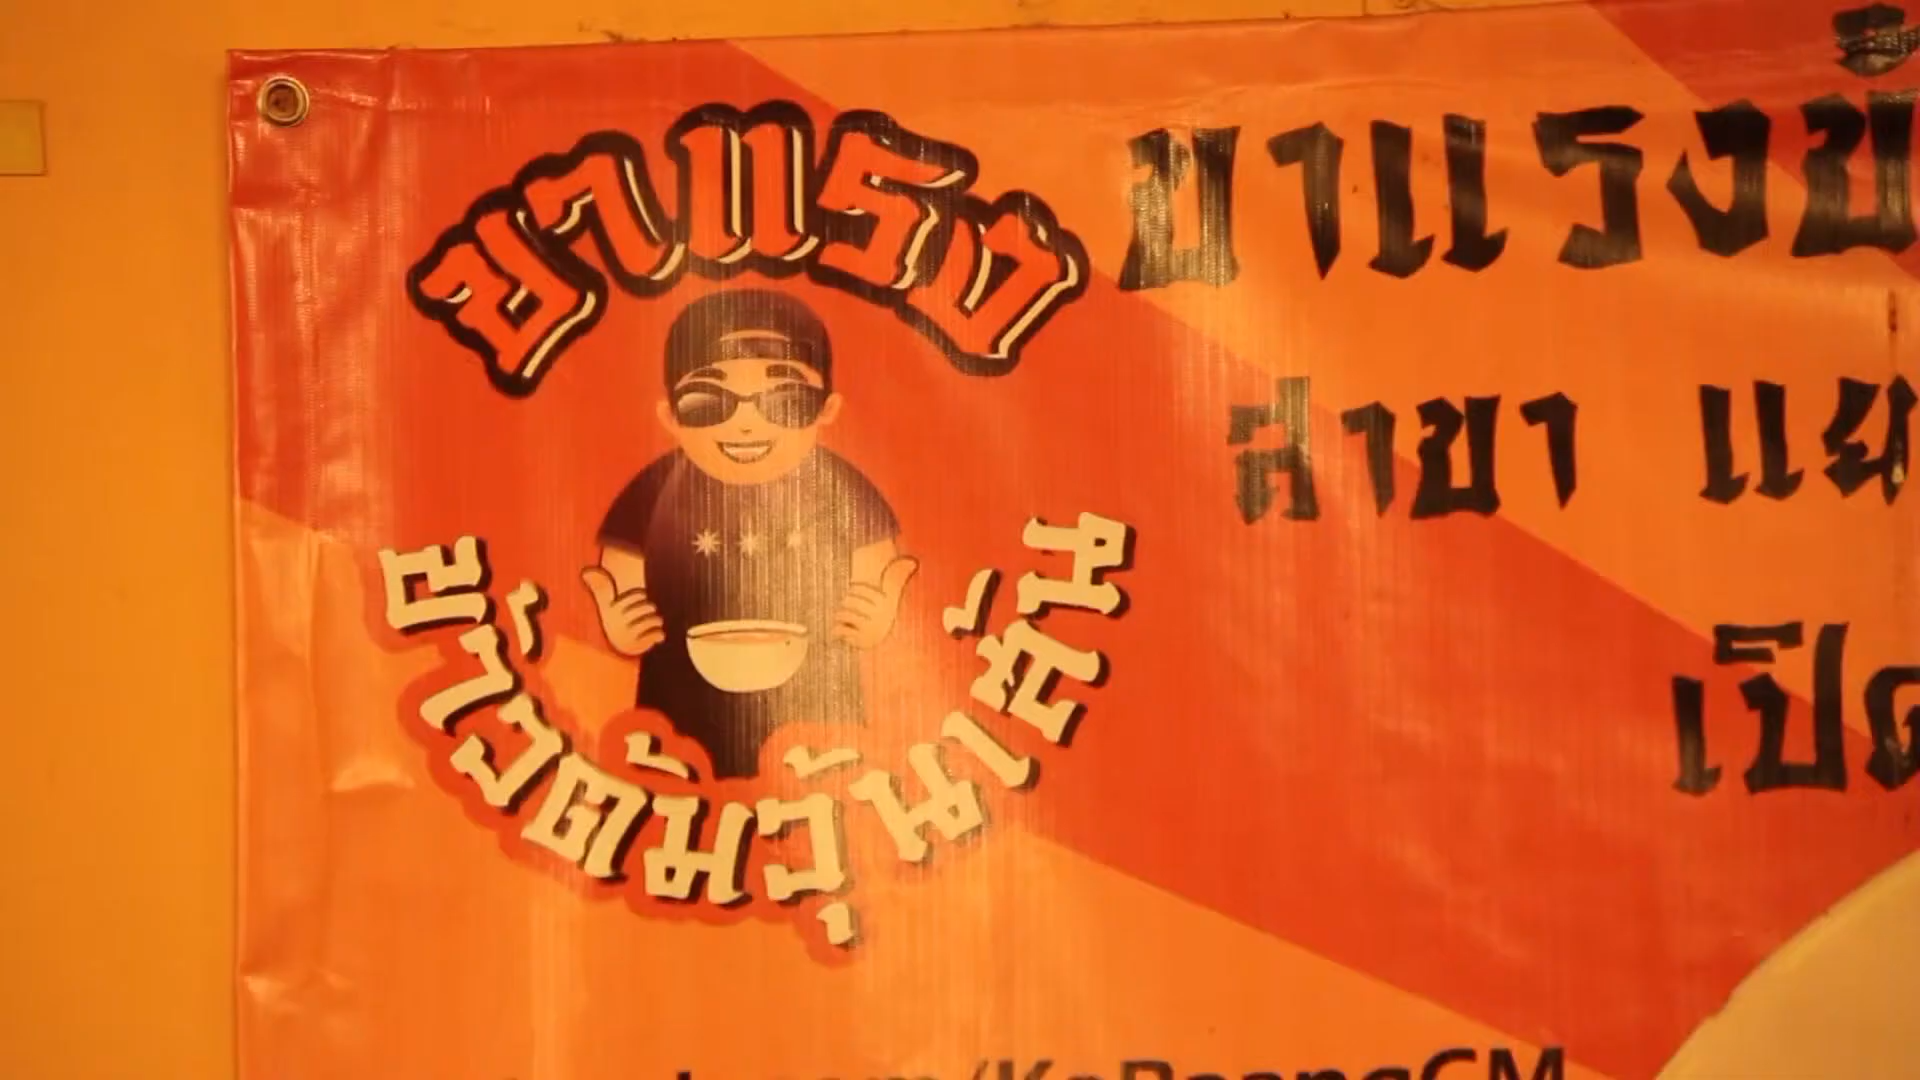 ขาแรง
ข้าวต้มวุ้นเส้น
ขาแรงข้
สาขา แย
เปิด